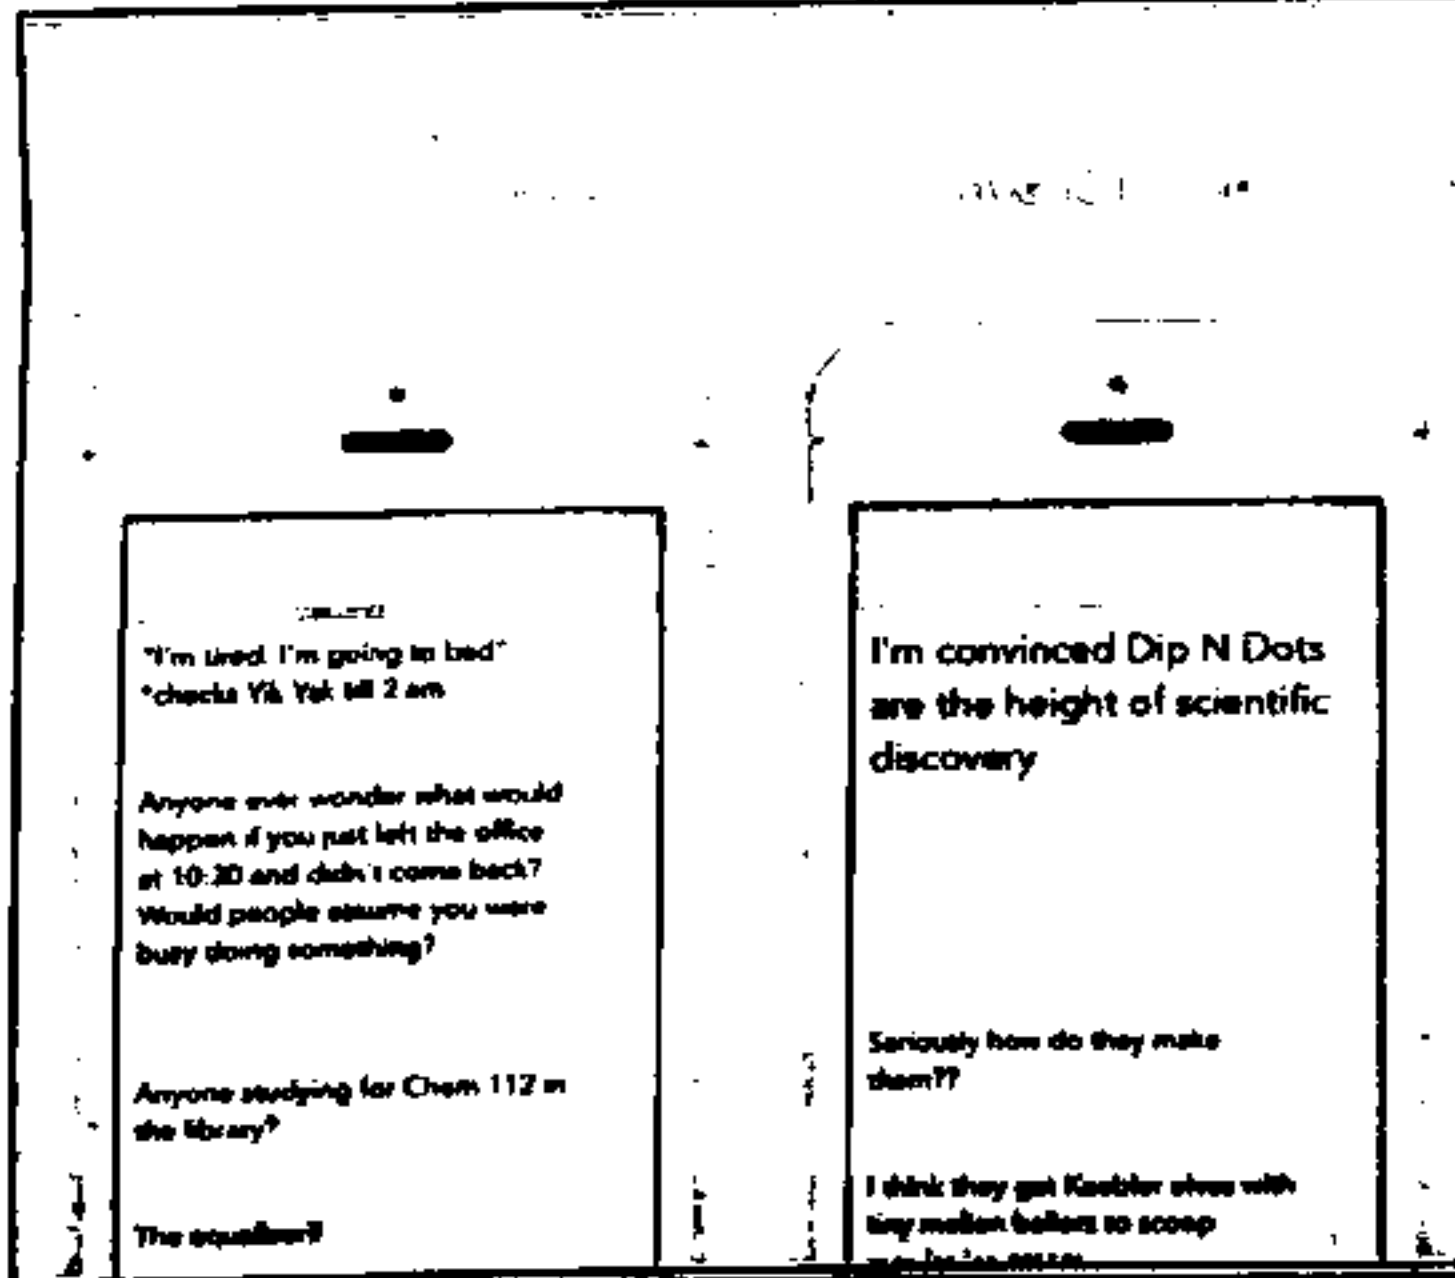 "I'm tired. I'm going to bed"
*checks Yik Yak till 2 am
Anyone ever wonder what would
happen if you just left the office
at 10:30 and didn't come back?
Would people assume you were
busy doing something?
Anyone studying for Chem 112 in
the library?
The
I'm convinced Dip N Dots
are the height of scientific
discovery
Seriously how do they make
them??
I think they get Keebler elves with
tiny melon ballers to scoop